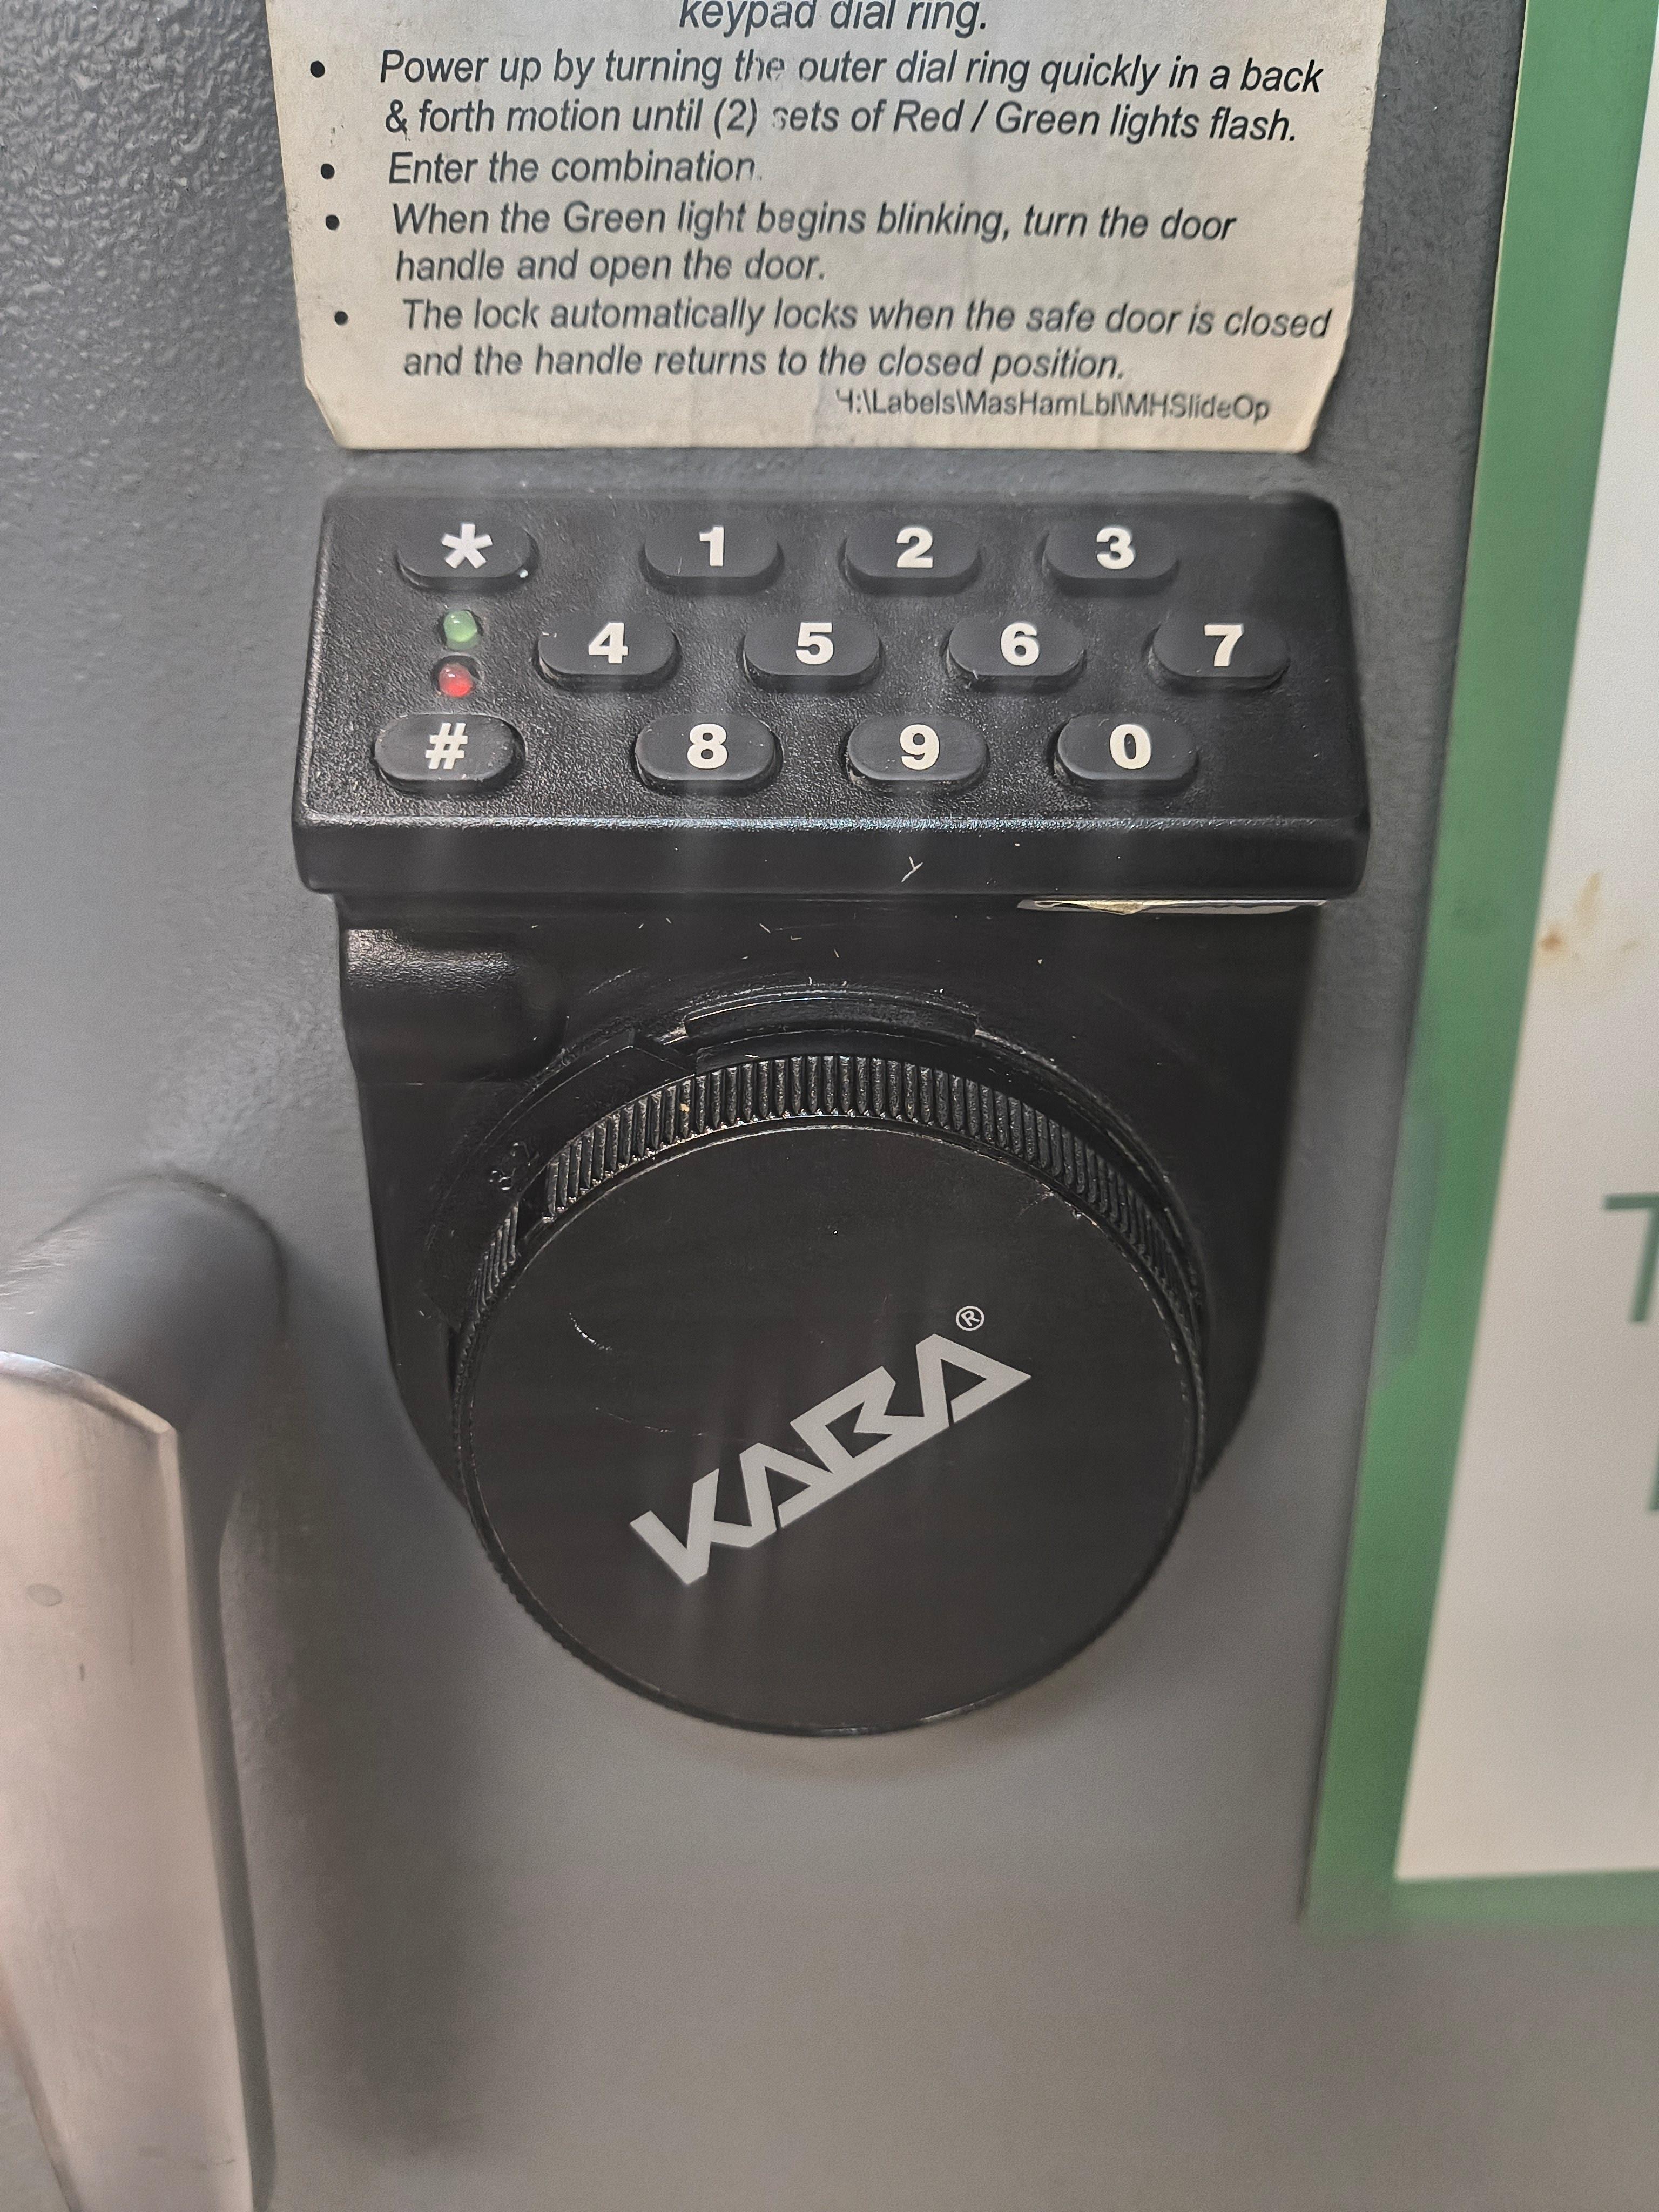 keypad dial ring.
• Power up by turning the outer dial ring quickly in a back
& forth motion until (2) sets of Red / Green lights flash.
• Enter the combination.
• When the Green light begins blinking, turn the door
handle and open the door.
• The lock automatically locks when the safe door is closed
and the handle returns to the closed position.
H:\Labels\MasHamLbl\MHSlideOp
* 1 2 3
4 5 6 7
# 8 9 0
KABA®
T